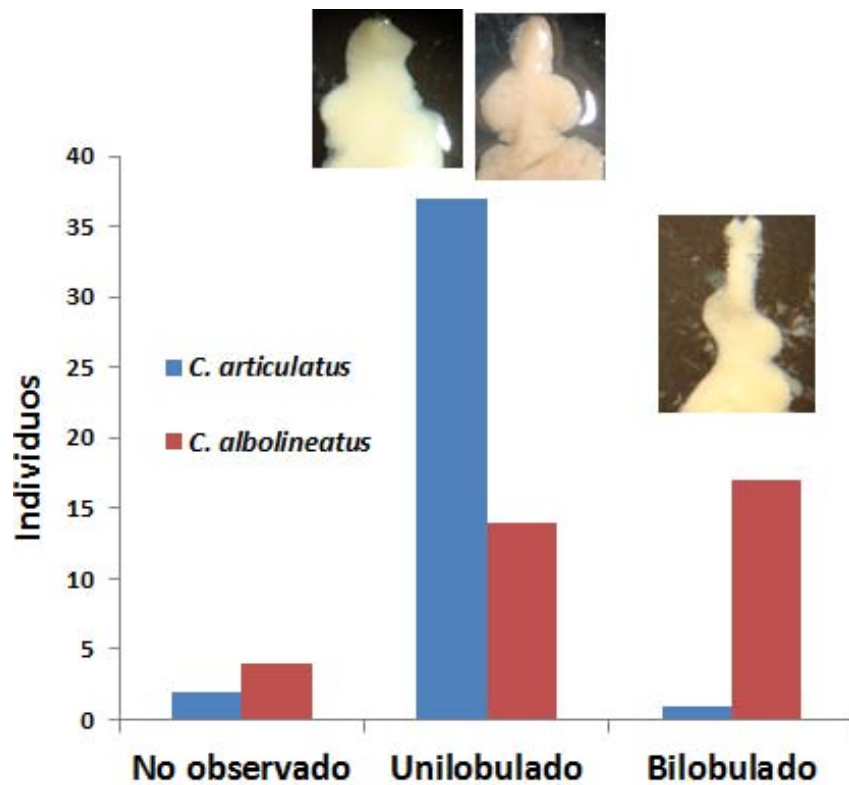 40
35
30
25
20
15
10
5
0
Individuos
C. articulatus
C. albolineatus
No observado Unilobulado Bilobulado